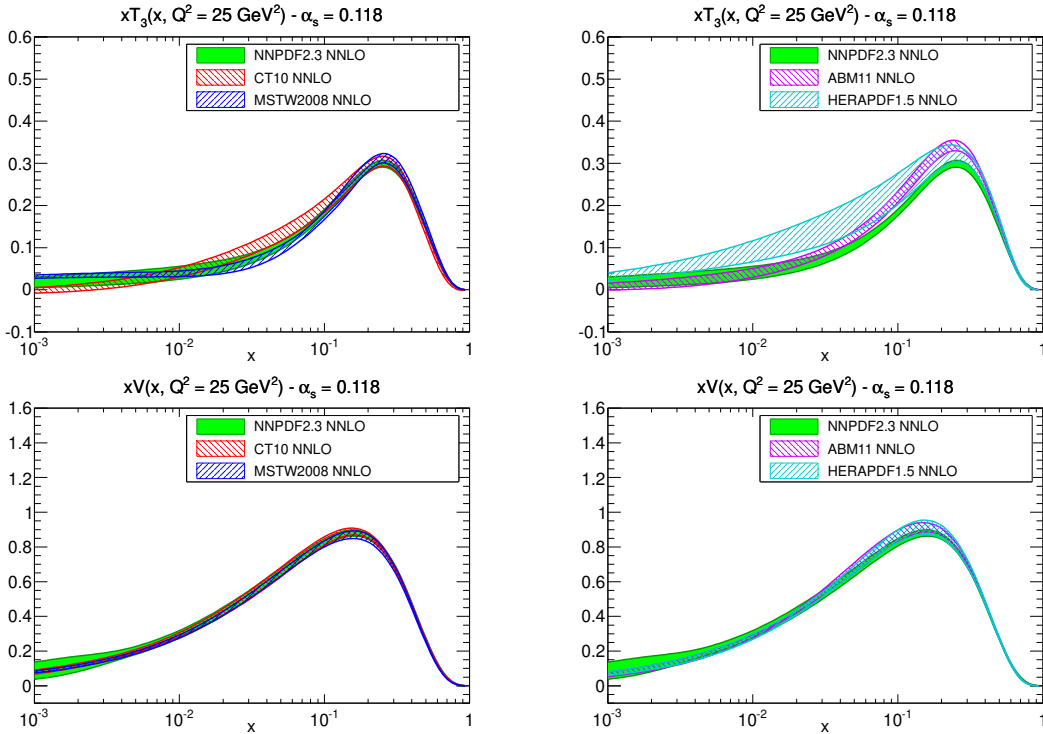 xT₃(x, Q² = 25 GeV²) - αₛ = 0.118
0.6
0.5
0.4
0.3
0.2
0.1
0
-0.1
NNPDF2.3 NNLO
CT10 NNLO
MSTW2008 NNLO
10⁻³
10⁻²
10⁻¹
1
x
xT₃(x, Q² = 25 GeV²) - αₛ = 0.118
0.6
0.5
0.4
0.3
0.2
0.1
0
-0.1
NNPDF2.3 NNLO
ABM11 NNLO
HERAPDF1.5 NNLO
10⁻³
10⁻²
10⁻¹
1
x
xV(x, Q² = 25 GeV²) - αₛ = 0.118
1.6
1.4
1.2
1
0.8
0.6
0.4
0.2
0
NNPDF2.3 NNLO
CT10 NNLO
MSTW2008 NNLO
10⁻³
10⁻²
10⁻¹
1
x
xV(x, Q² = 25 GeV²) - αₛ = 0.118
1.6
1.4
1.2
1
0.8
0.6
0.4
0.2
0
NNPDF2.3 NNLO
ABM11 NNLO
HERAPDF1.5 NNLO
10⁻³
10⁻²
10⁻¹
1
x